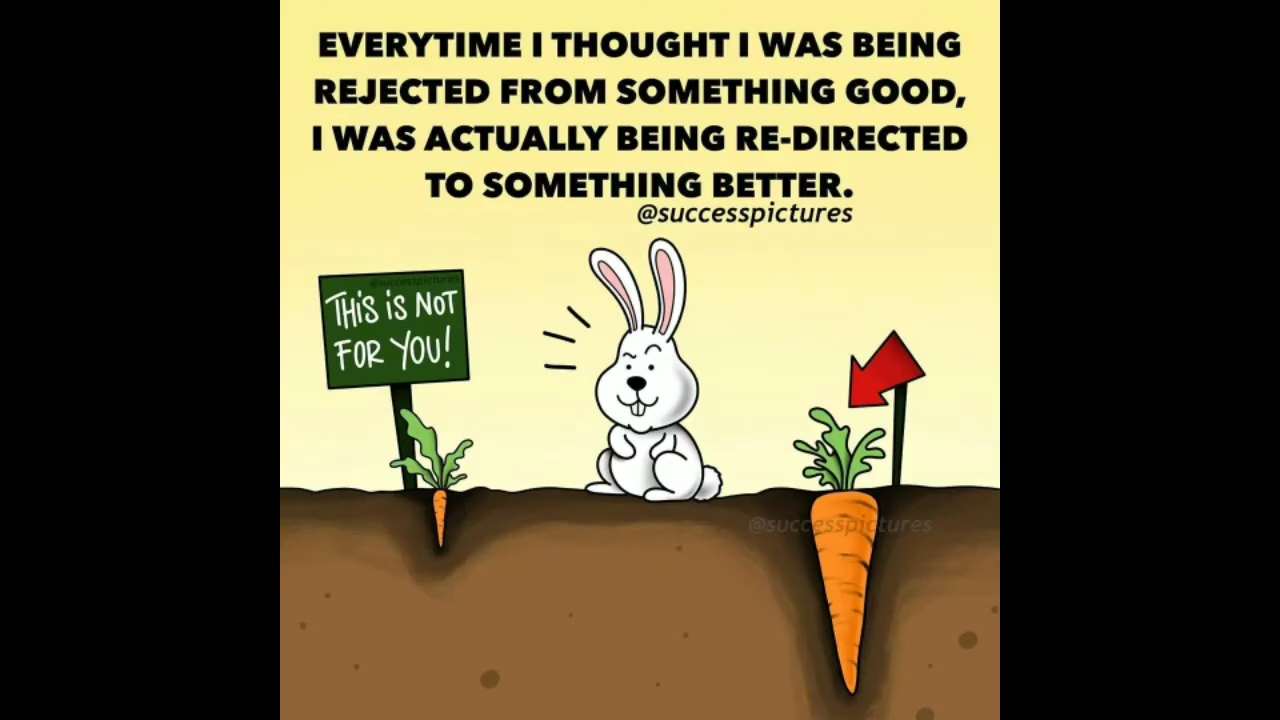 EVERYTIME I THOUGHT I WAS BEING
REJECTED FROM SOMETHING GOOD,
I WAS ACTUALLY BEING RE-DIRECTED
TO SOMETHING BETTER.
@successpictures
@successpictures
THIS IS NOT
FOR YOU!
@successpictures